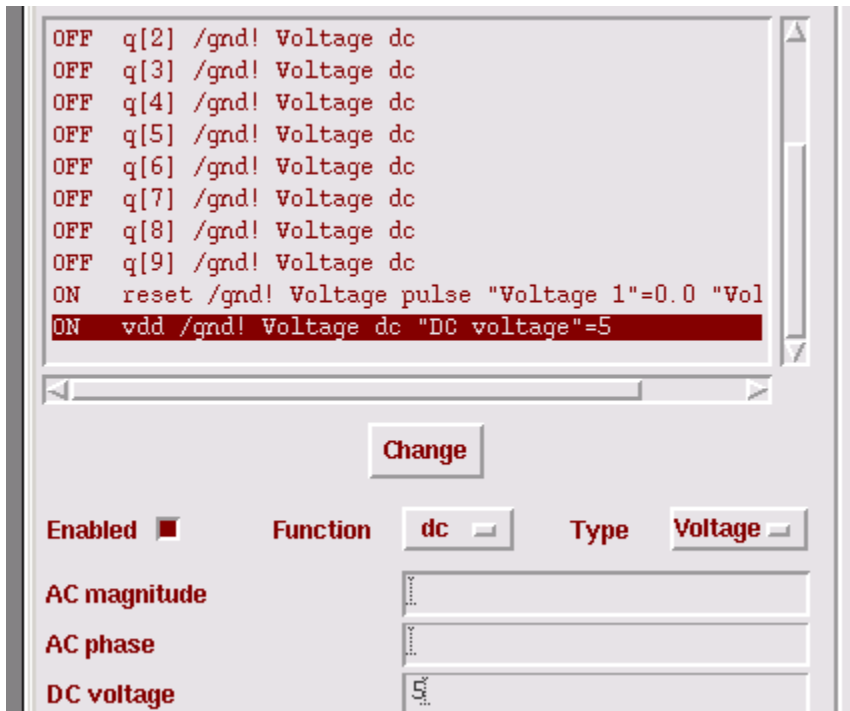 OFF q[2] /gnd! Voltage dc
OFF q[3] /gnd! Voltage dc
OFF q[4] /gnd! Voltage dc
OFF q[5] /gnd! Voltage dc
OFF q[6] /gnd! Voltage dc
OFF q[7] /gnd! Voltage dc
OFF q[8] /gnd! Voltage dc
OFF q[9] /gnd! Voltage dc
ON reset /gnd! Voltage pulse "Voltage 1"=0.0 "Vol
ON vdd /gnd! Voltage dc "DC voltage"=5
Change
Enabled Function dc Type Voltage
AC magnitude
AC phase
DC voltage 5